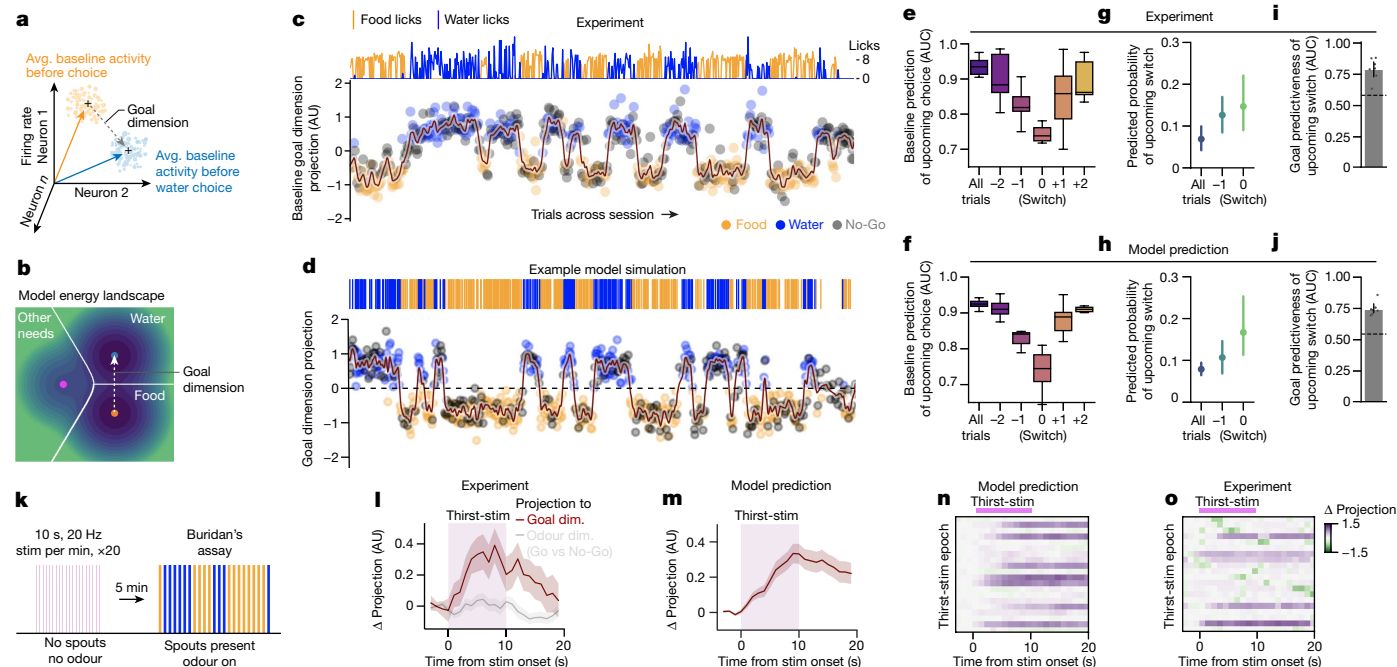 a
Avg. baseline activity
before choice
Firing rate
Neuron 1
Goal
dimension
Avg. baseline
activity before
water choice
Neuron 2
Neuron n
b
Model energy landscape
Other
needs
Water
Goal
dimension
Food
c
Food licks
Water licks
Experiment
Licks
8
0
Baseline goal dimension
projection (AU)
2
1
0
−1
−2
Trials across session
Food
Water
No-Go
d
Example model simulation
Goal dimension projection
2
1
0
−1
−2
e
Baseline prediction
of upcoming choice (AUC)
1.0
0.9
0.8
0.7
All
trials
−2
−1
0
+1
+2
(Switch)
f
Baseline prediction
of upcoming choice (AUC)
1.0
0.9
0.8
0.7
All
trials
−2
−1
0
+1
+2
(Switch)
g
Experiment
Predicted probability
of upcoming switch
0.3
0.2
0.1
0
All
trials
−1
0
(Switch)
h
Model prediction
Predicted probability
of upcoming switch
0.3
0.2
0.1
0
All
trials
−1
0
(Switch)
i
Goal predictiveness of
upcoming switch (AUC)
1.00
0.75
0.50
0
j
Goal predictiveness of
upcoming switch (AUC)
1.00
0.75
0.50
0
k
10 s, 20 Hz
stim per min, ×20
5 min
Buridan's
assay
No spouts
no odour
Spouts present
odour on
l
Experiment
Thirst-stim
Projection to
Goal dim.
Odour dim.
(Go vs No-Go)
Δ Projection (AU)
0.4
0.2
0
0
10
20
Time from stim onset (s)
m
Model prediction
Thirst-stim
Δ Projection (AU)
0.4
0.2
0
0
10
20
Time from stim onset (s)
n
Model prediction
Thirst-stim
Thirst-stim epoch
0
10
20
Time from stim onset (s)
o
Experiment
Thirst-stim
Thirst-stim epoch
Δ Projection
1.5
−1.5
0
10
20
Time from stim onset (s)